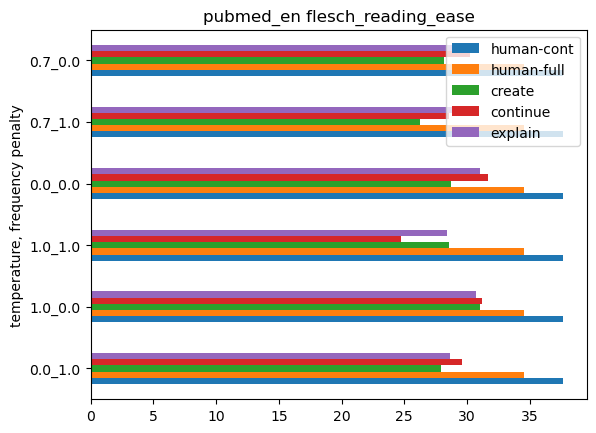 pubmed_en flesch_reading_ease
human-cont
human-full
create
continue
explain
temperature, frequency penalty
0.7_0.0
0.7_1.0
0.0_0.0
1.0_1.0
1.0_0.0
0.0_1.0
0 5 10 15 20 25 30 35